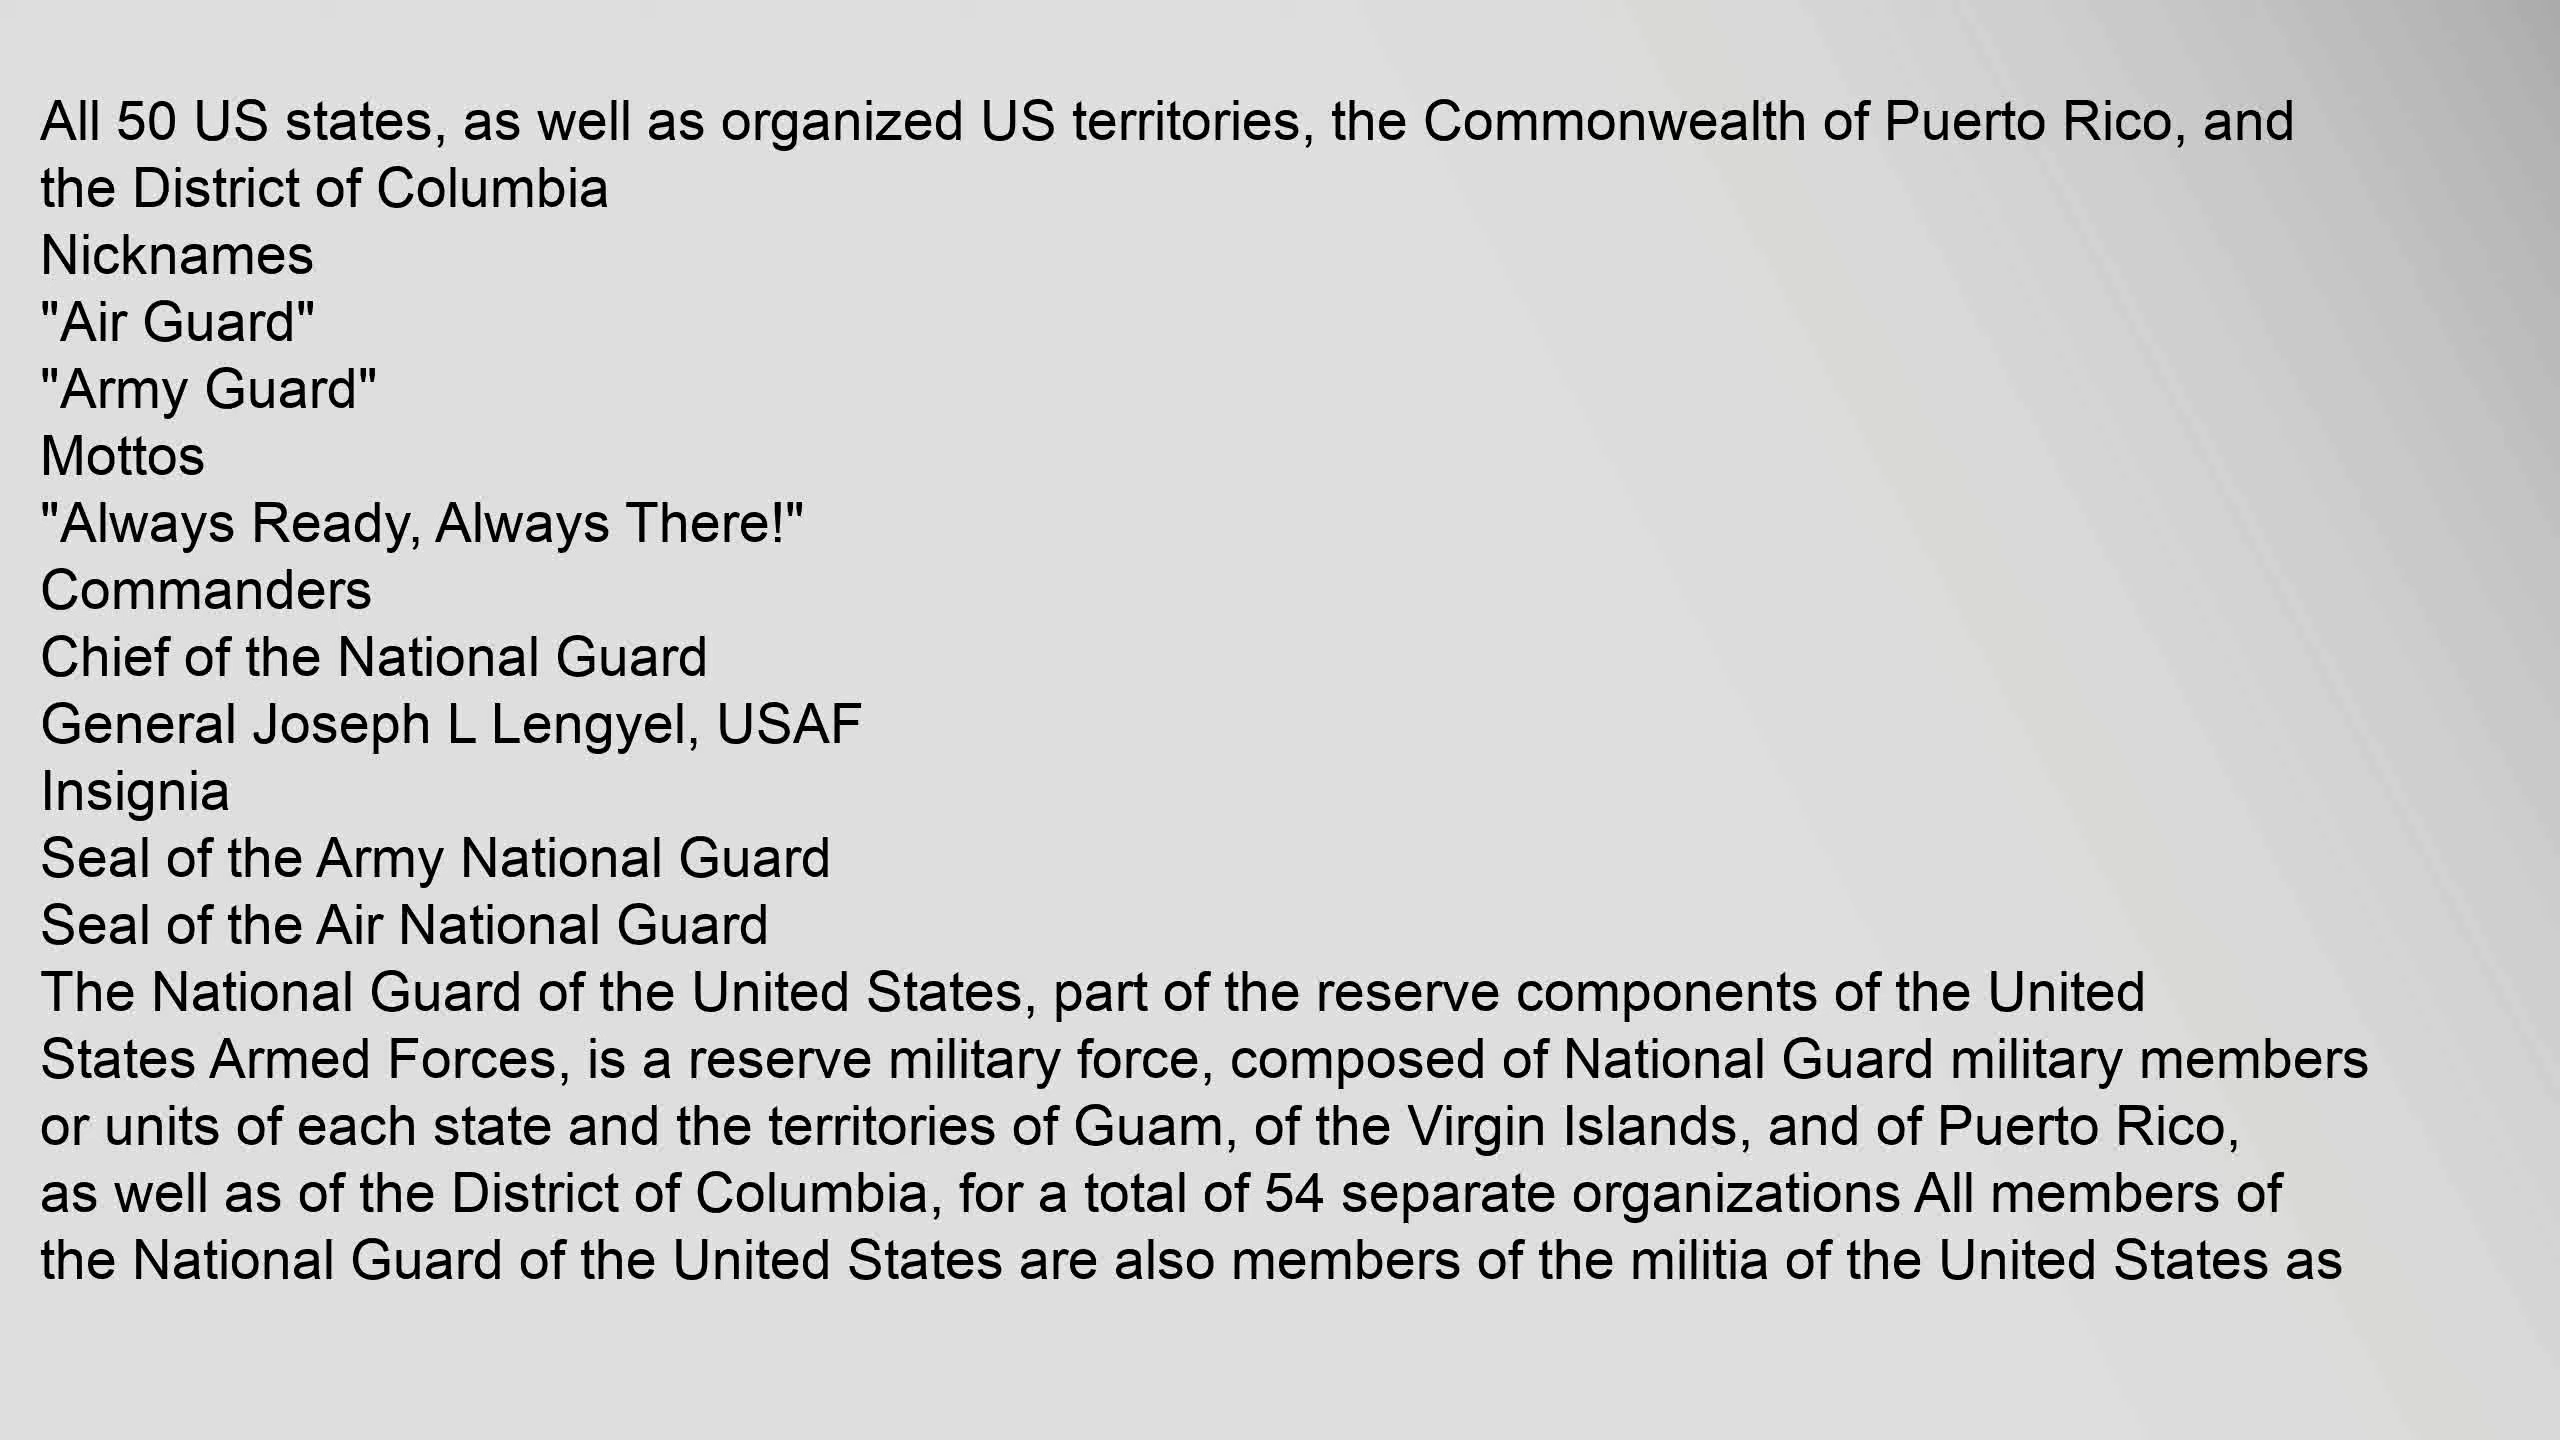 All 50 US states, as well as organized US territories, the Commonwealth of Puerto Rico, and
the District of Columbia
Nicknames
"Air Guard"
"Army Guard"
Mottos
"Always Ready, Always There!"
Commanders
Chief of the National Guard
General Joseph L Lengyel, USAF
Insignia
Seal of the Army National Guard
Seal of the Air National Guard
The National Guard of the United States, part of the reserve components of the United
States Armed Forces, is a reserve military force, composed of National Guard military members
or units of each state and the territories of Guam, of the Virgin Islands, and of Puerto Rico,
as well as of the District of Columbia, for a total of 54 separate organizations All members of
the National Guard of the United States are also members of the militia of the United States as